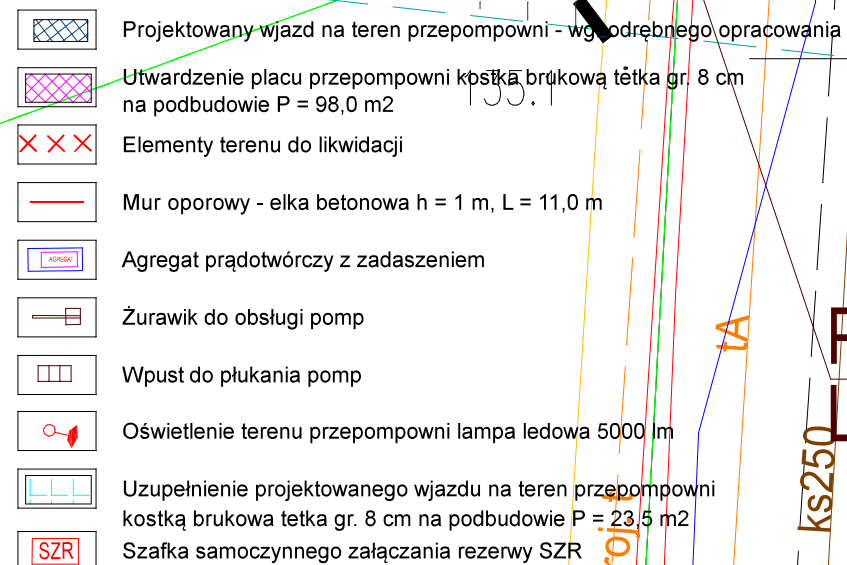 Projektowany wjazd na teren przepompowni - wg odrębnego opracowania
Utwardzenie placu przepompowni kostką brukową tetka gr. 8 cm
135.1
na podbudowie P = 98,0 m2
Elementy terenu do likwidacji
Mur oporowy - elka betonowa h = 1 m, L = 11,0 m
AGREGAT
Agregat prądotwórczy z zadaszeniem
Żurawik do obsługi pomp
tA
Wpust do płukania pomp
Oświetlenie terenu przepompowni lampa ledowa 5000 lm
ks250
Uzupełnienie projektowanego wjazdu na teren przepompowni
kostką brukowa tetka gr. 8 cm na podbudowie P = 23,5 m2
SZR
Szafka samoczynnego załączania rezerwy SZR